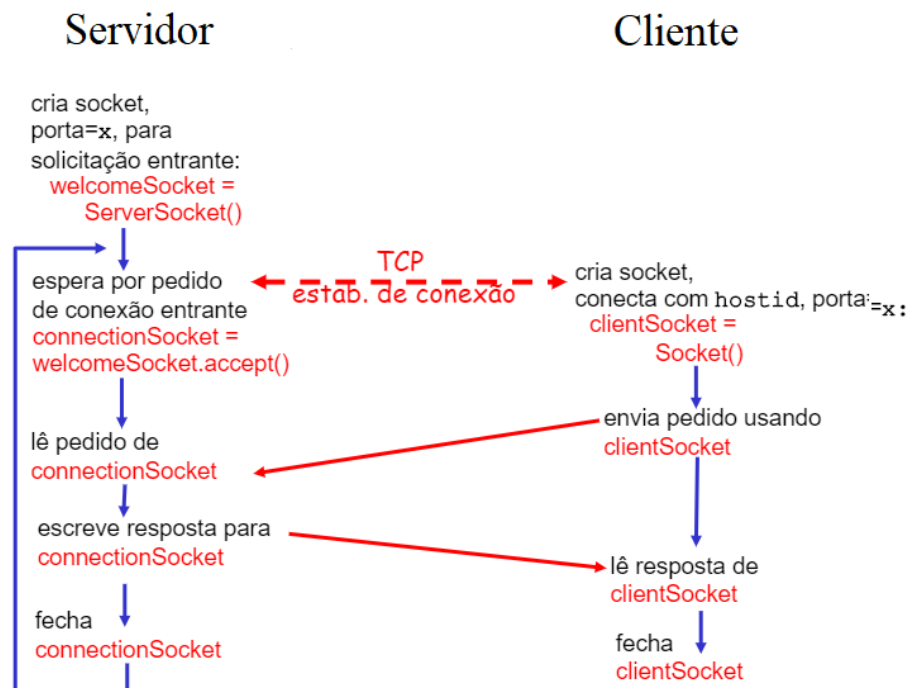 Servidor
Cliente
cria socket,
porta=x, para
solicitação entrante:
welcomeSocket =
ServerSocket()
TCP
estab. de conexão
espera por pedido
de conexão entrante
connectionSocket =
welcomeSocket.accept()
cria socket,
conecta com hostid, porta:=x:
clientSocket =
Socket()
envia pedido usando
clientSocket
lê pedido de
connectionSocket
escreve resposta para
connectionSocket
lê resposta de
clientSocket
fecha
connectionSocket
fecha
clientSocket